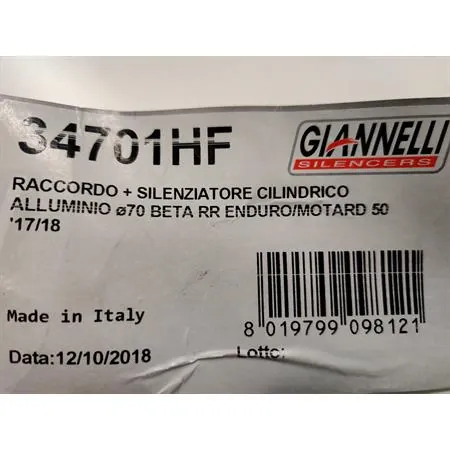 34701HF
GIANNELLI
SILENCERS
RACCORDO + SILENZIATORE CILINDRICO
ALLUMINIO ø70 BETA RR ENDURO/MOTARD 50
'17/18
Made in Italy
8 019799 098121
Data:12/10/2018
Lotto: